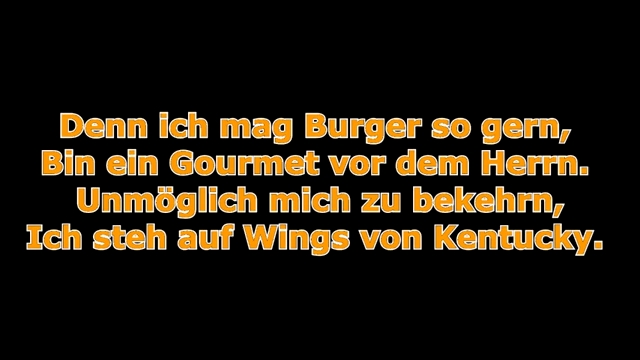 Denn ich mag Burger so gern,
Bin ein Gourmet vor dem Herrn.
Unmöglich mich zu bekehrn,
Ich steh auf Wings von Kentucky.